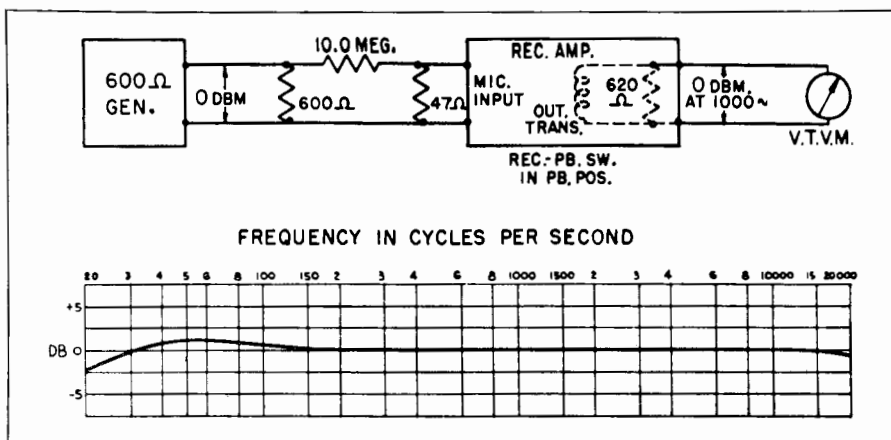 10.0 MEG.
REC. AMP.
600Ω
GEN.
0 DBM
600Ω
47Ω
MIC.
INPUT
OUT.
TRANS.
620
Ω
0 DBM,
AT 1000~
V.T.V.M.
REC.-PB. SW.
IN PB. POS.
FREQUENCY IN CYCLES PER SECOND
20 3 4 5 6 8 100 150 2 3 4 6 8 1000 1500 2 3 4 6 8 10000 15 20000
+5
DB 0
-5